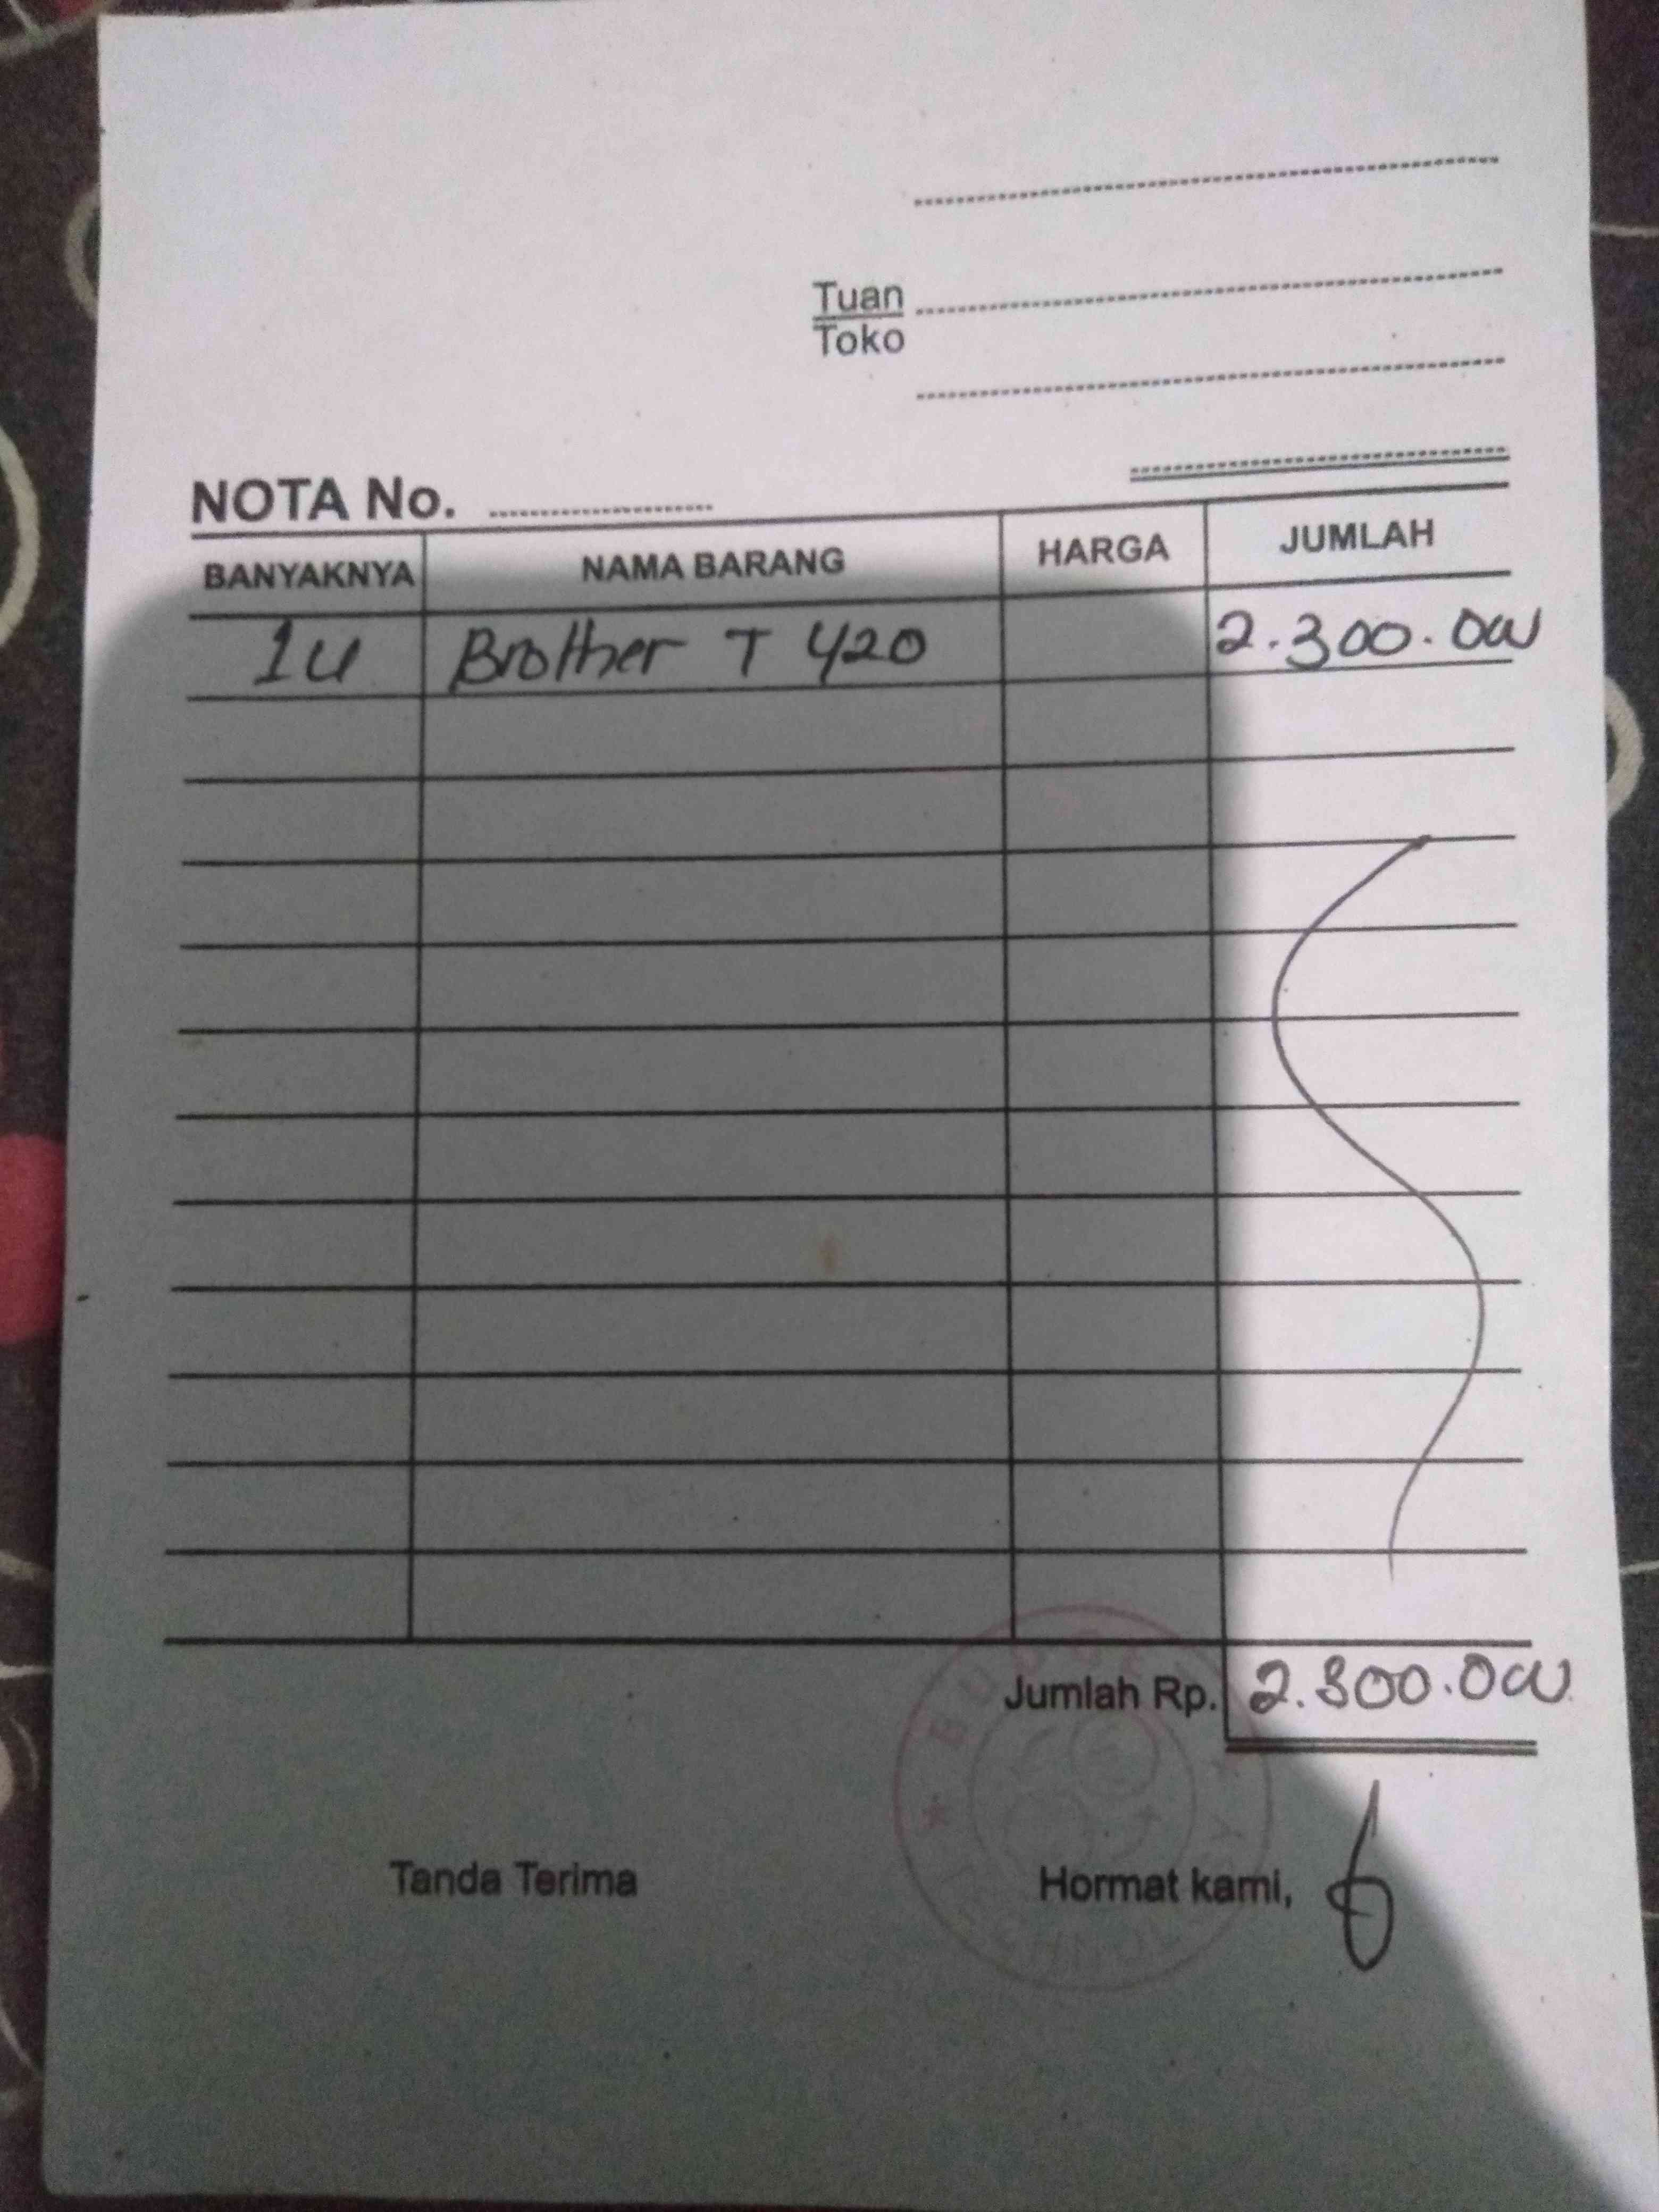 Tuan
Toko
NOTA No.
BANYAKNYA NAMA BARANG HARGA JUMLAH
1 U Brother T 420 2.300.000
Jumlah Rp. 2.300.000
Tanda Terima Hormat kami,